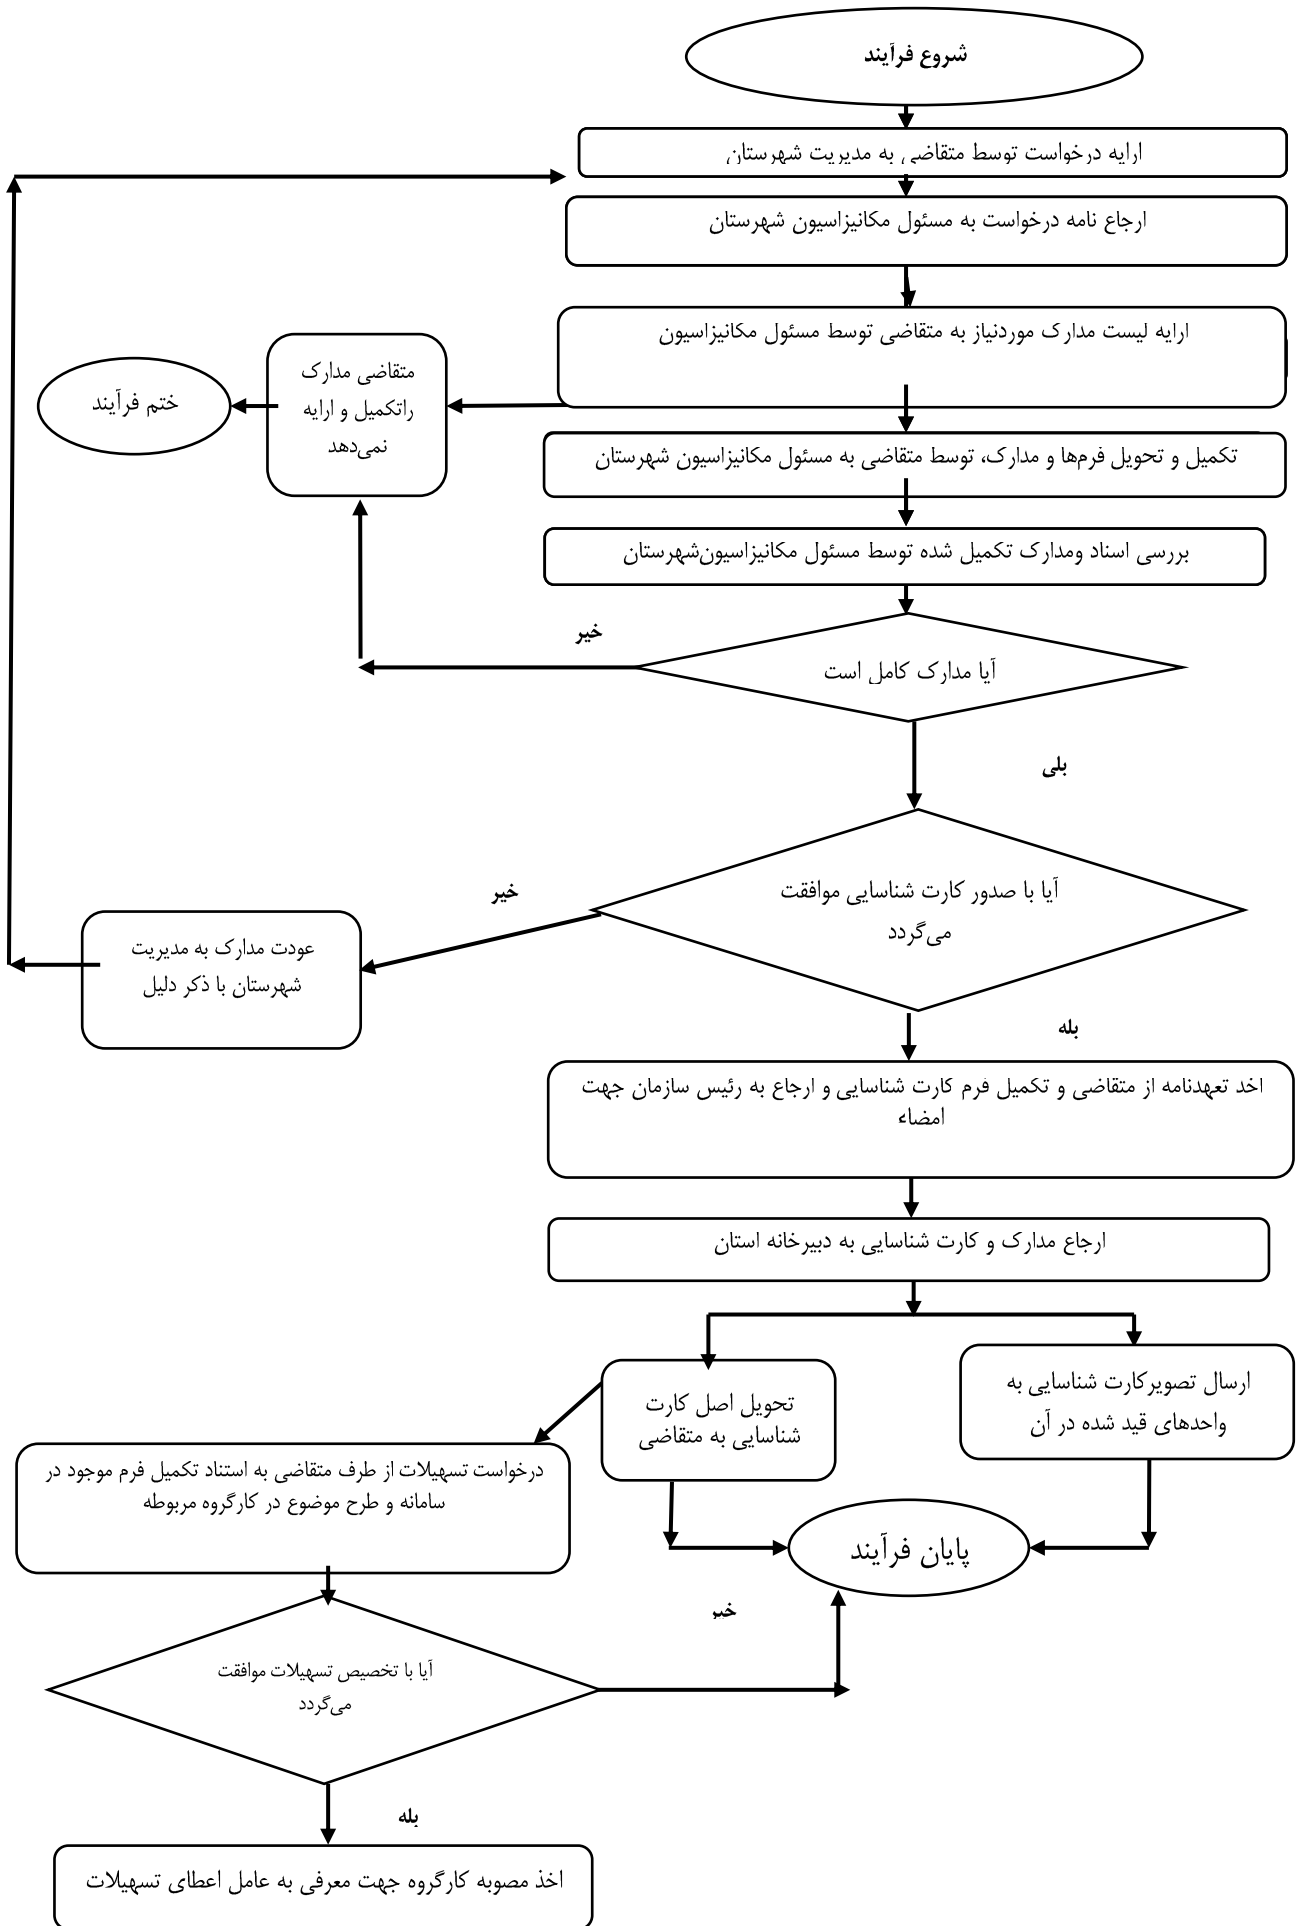 شروع فرآیند
ارایه درخواست توسط متقاضی به مدیریت شهرستان
ارجاع نامه درخواست به مسئول مکانیزاسیون شهرستان
ارایه لیست مدارک موردنیاز به متقاضی توسط مسئول مکانیزاسیون
متقاضی مدارک
راتکمیل و ارایه
نمی‌دهد
ختم فرآیند
تکمیل و تحویل فرم‌ها و مدارک، توسط متقاضی به مسئول مکانیزاسیون شهرستان
بررسی اسناد ومدارک تکمیل شده توسط مسئول مکانیزاسیون‌شهرستان
خیر
آیا مدارک کامل است
بلی
آیا با صدور کارت شناسایی موافقت
می‌گردد
خیر
عودت مدارک به مدیریت
شهرستان با ذکر دلیل
بله
اخد تعهدنامه از متقاضی و تکمیل فرم کارت شناسایی و ارجاع به رئیس سازمان جهت
امضاء
ارجاع مدارک و کارت شناسایی به دبیرخانه استان
ارسال تصویرکارت شناسایی به
واحدهای قید شده در آن
تحویل اصل کارت
شناسایی به متقاضی
درخواست تسهیلات از طرف متقاضی به استناد تکمیل فرم موجود در
سامانه و طرح موضوع در کارگروه مربوطه
پایان فرآیند
خیر
آیا با تخصیص تسهیلات موافقت
می‌گردد
بله
اخذ مصوبه کارگروه جهت معرفی به عامل اعطای تسهیلات